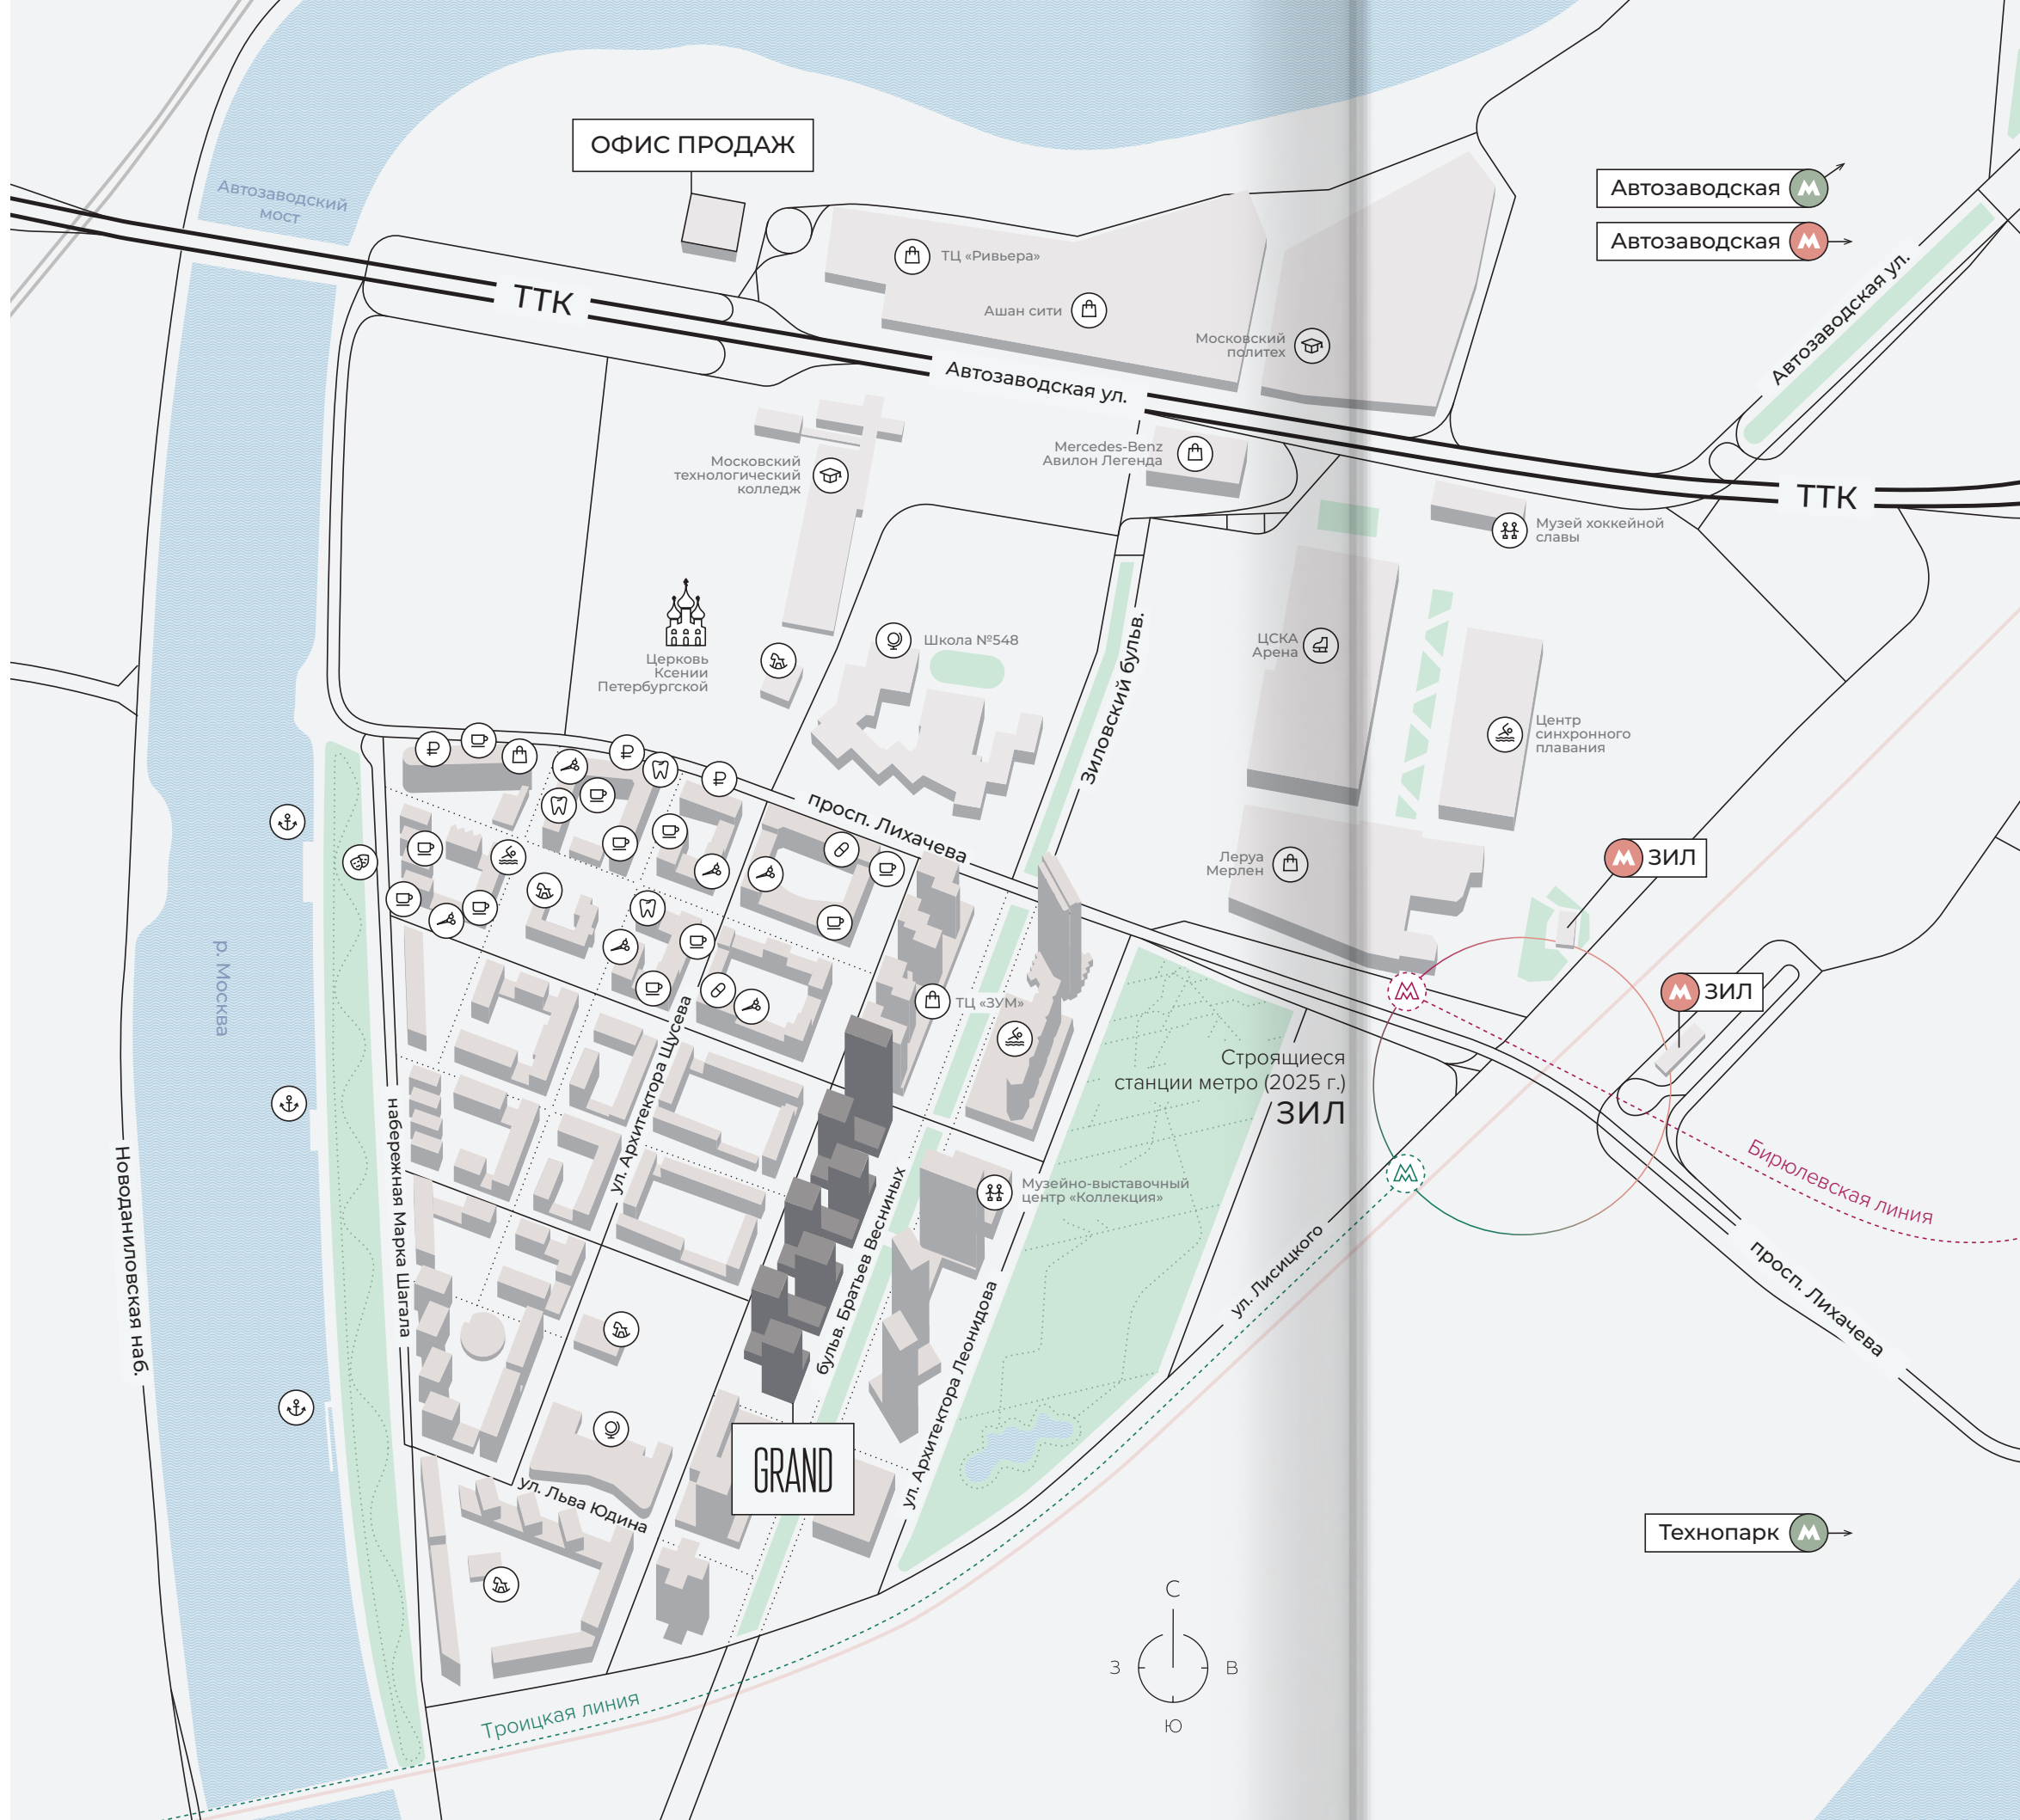 ОФИС ПРОДАЖ
Автозаводский
мост
Автозаводская
Автозаводская
ТЦ «Ривьера»
Ашан сити
ТТК
Автозаводская ул.
Московский
политех
Автозаводская ул.
Mercedes-Benz
Авилон Легенда
Московский
технологический
колледж
ТТК
Музей хоккейной
славы
Школа №548
Церковь
Ксении
Петербургской
Зиловский бульв.
ЦСКА
Арена
Центр
синхронного
плавания
просп. Лихачева
Леруа
Мерлен
ЗИЛ
р. Москва
ЗИЛ
ТЦ «ЗУМ»
Строящиеся
станции метро (2025 г.)
ЗИЛ
ул. Архитектора Щусева
Новоданиловская наб.
набережная Марка Шагала
Музейно-выставочный
центр «Коллекция»
Бирюлевская линия
бульв. Братьев Весниных
ул. Архитектора Леонидова
ул. Лисицкого
просп. Лихачева
GRAND
ул. Льва Юдина
Технопарк
Троицкая линия
С
З
В
Ю